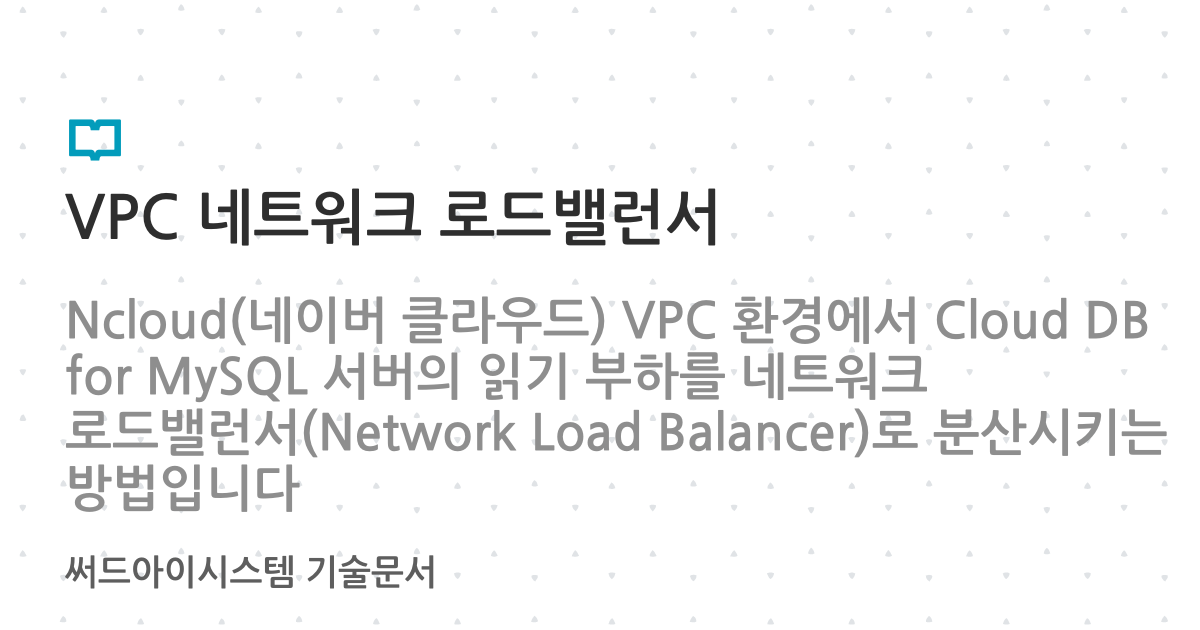 VPC 네트워크 로드밸런서
Ncloud(네이버 클라우드) VPC 환경에서 Cloud DB
for MySQL 서버의 읽기 부하를 네트워크
로드밸런서(Network Load Balancer)로 분산시키는
방법입니다
써드아이시스템 기술문서